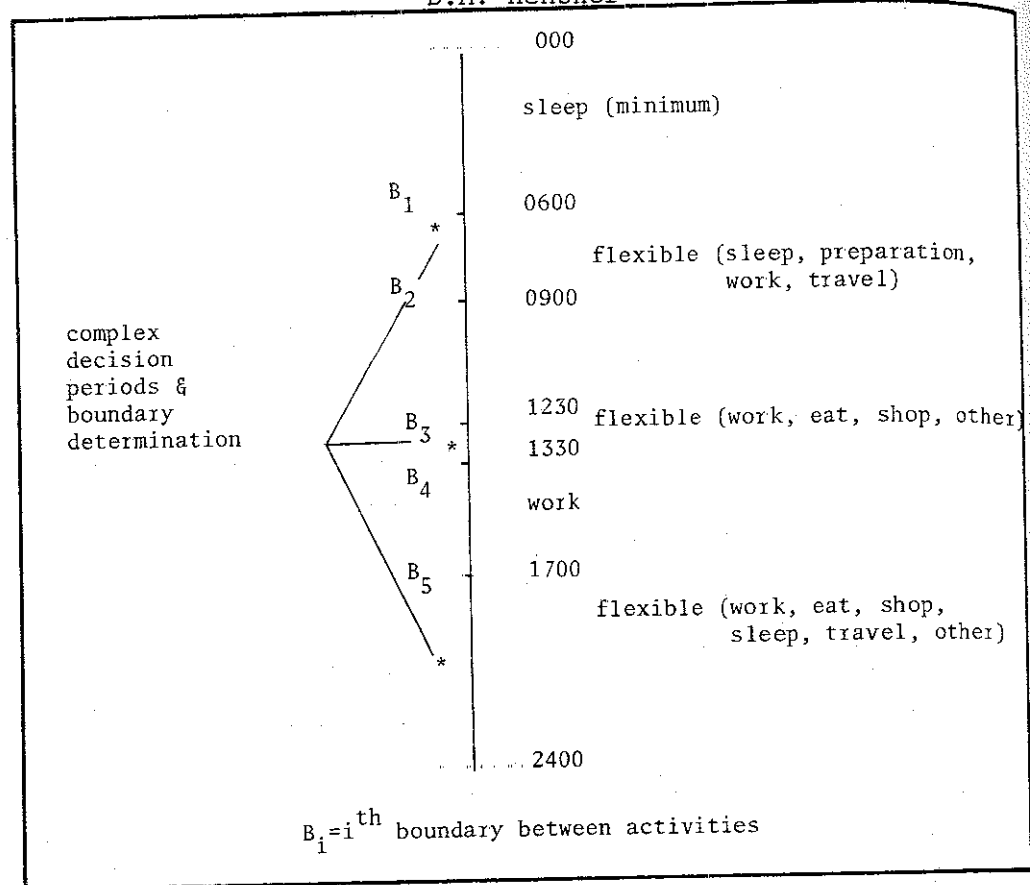 000
sleep (minimum)
B1
0600
*
flexible (sleep, preparation,
work, travel)
B2
0900
complex
decision
periods &
boundary
determination
1230 flexible (work, eat, shop, other)
B3
*
1330
B4
work
B5
1700
flexible (work, eat, shop,
sleep, travel, other)
*
2400
Bi=ith boundary between activities